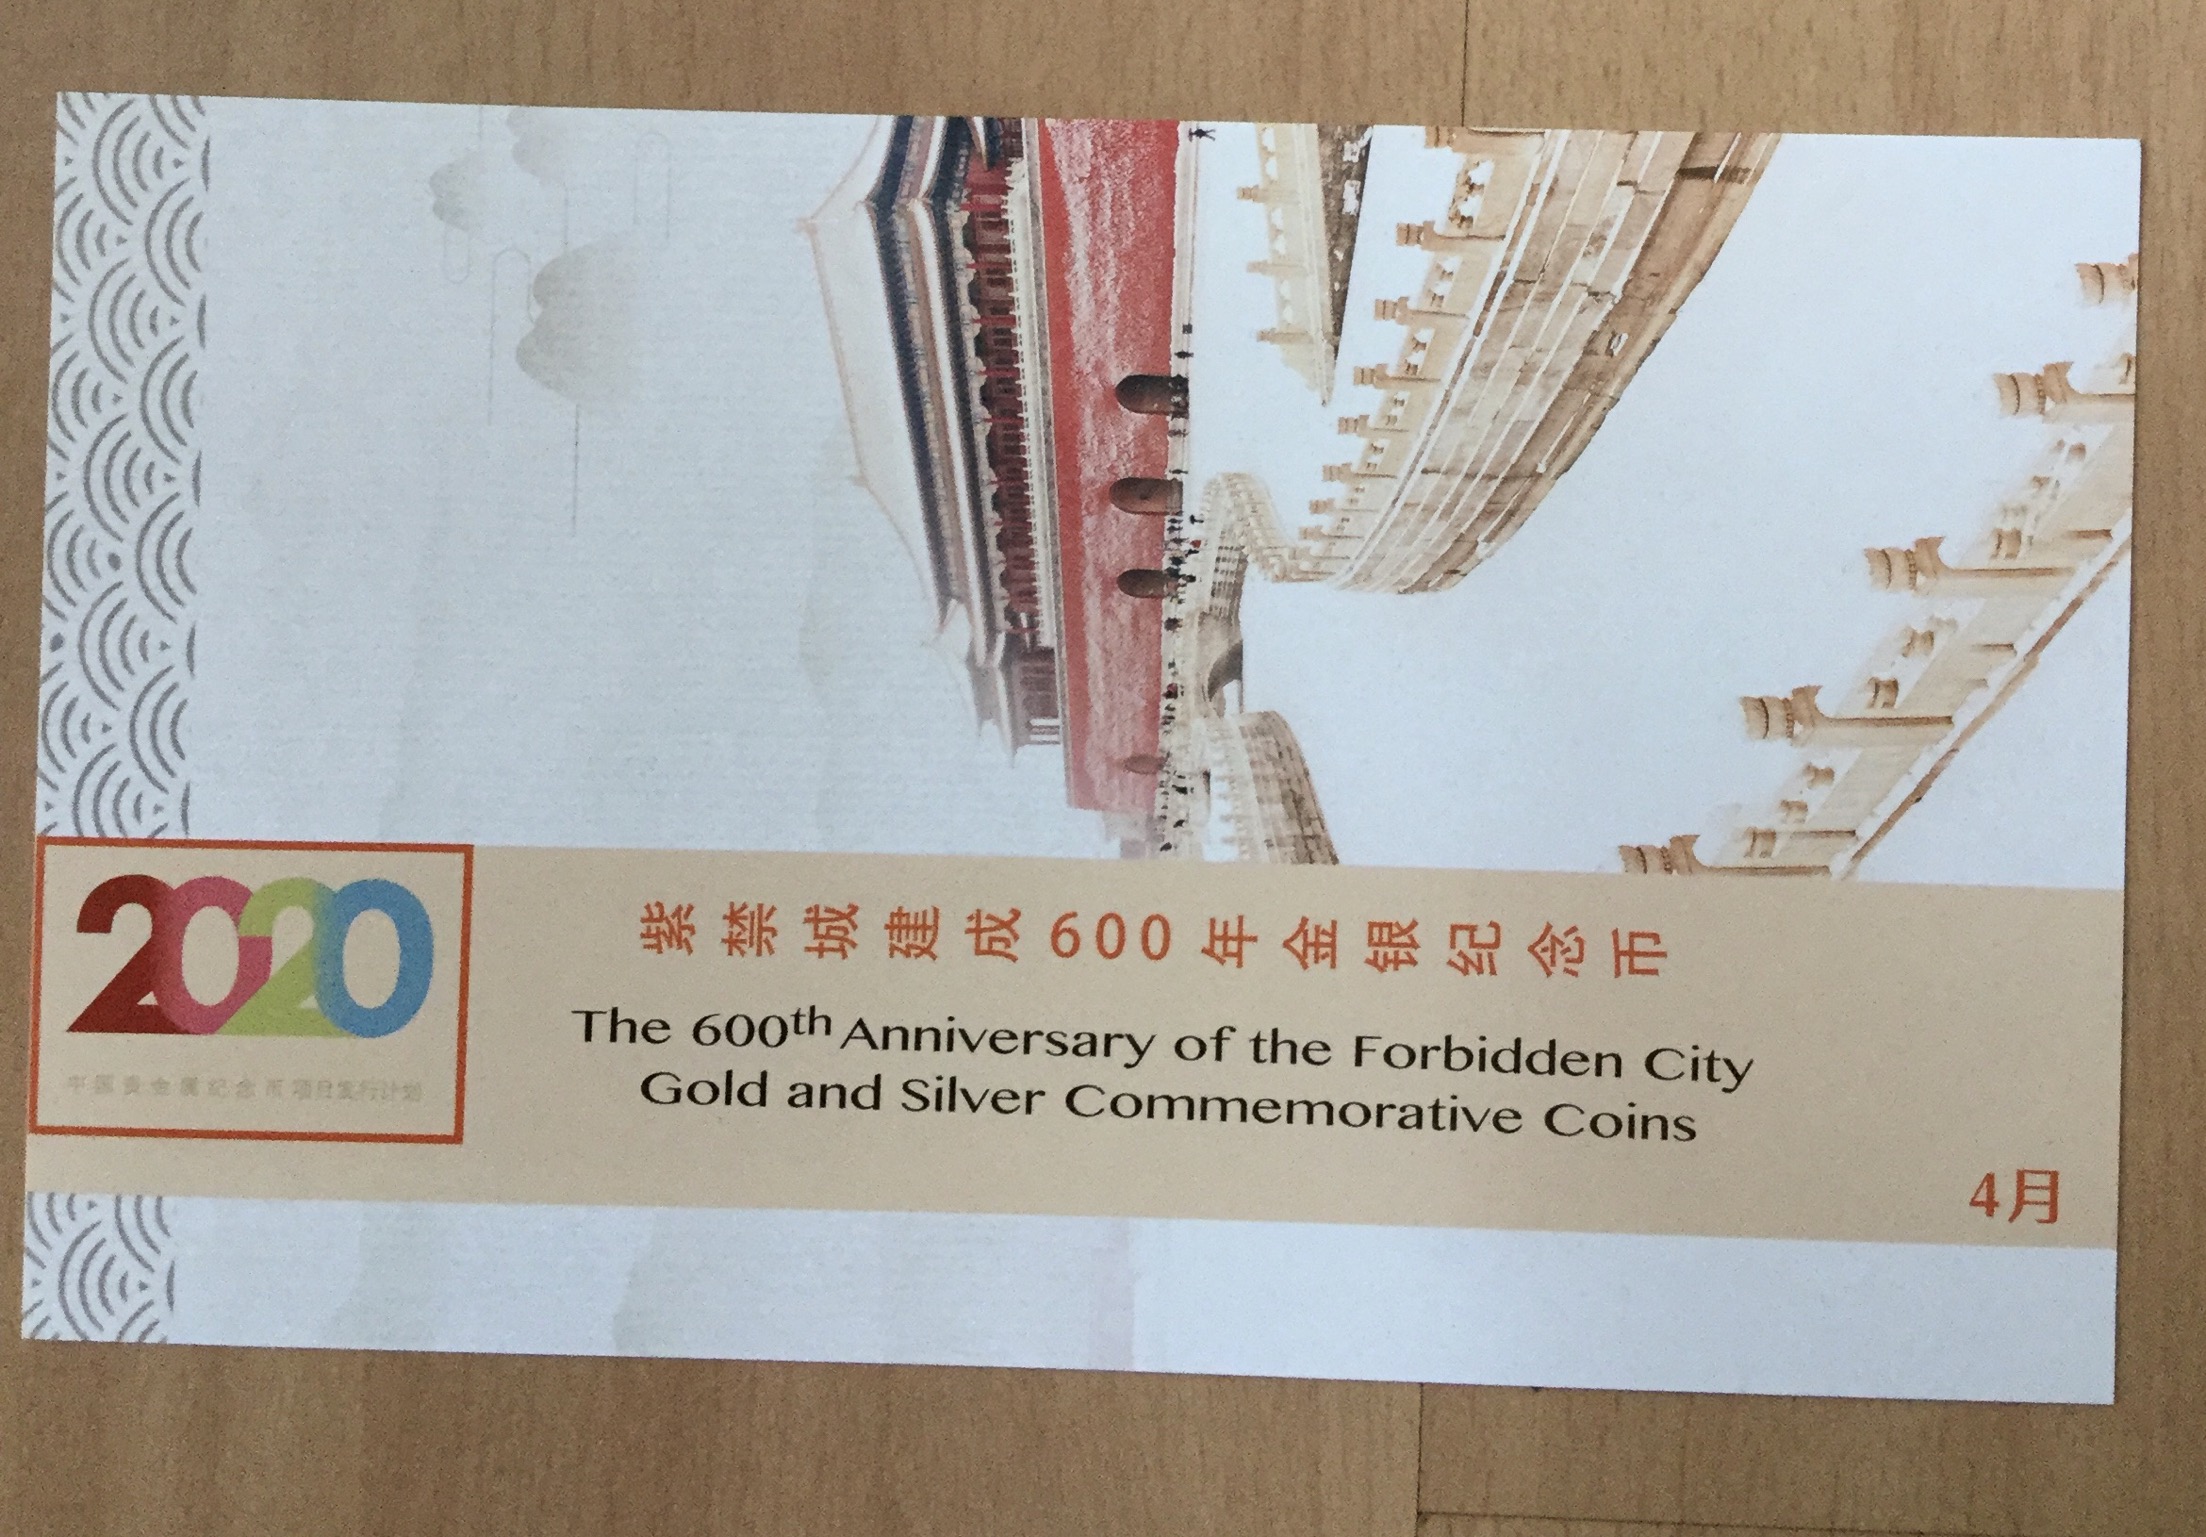 2020
中国贵金属纪念币项目发行计划
紫禁城建成600年金银纪念币
The 600th Anniversary of the Forbidden City
Gold and Silver Commemorative Coins
4月